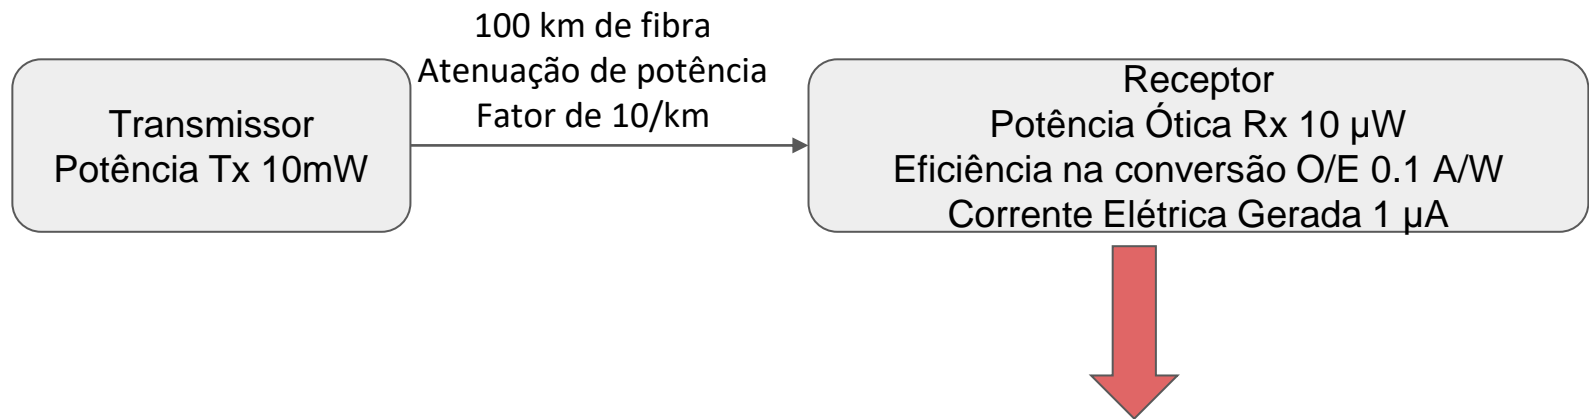 100 km de fibra
Atenuação de potência
Fator de 10/km
Transmissor
Potência Tx 10mW
Receptor
Potência Ótica Rx 10 µW
Eficiência na conversão O/E 0.1 A/W
Corrente Elétrica Gerada 1 µA